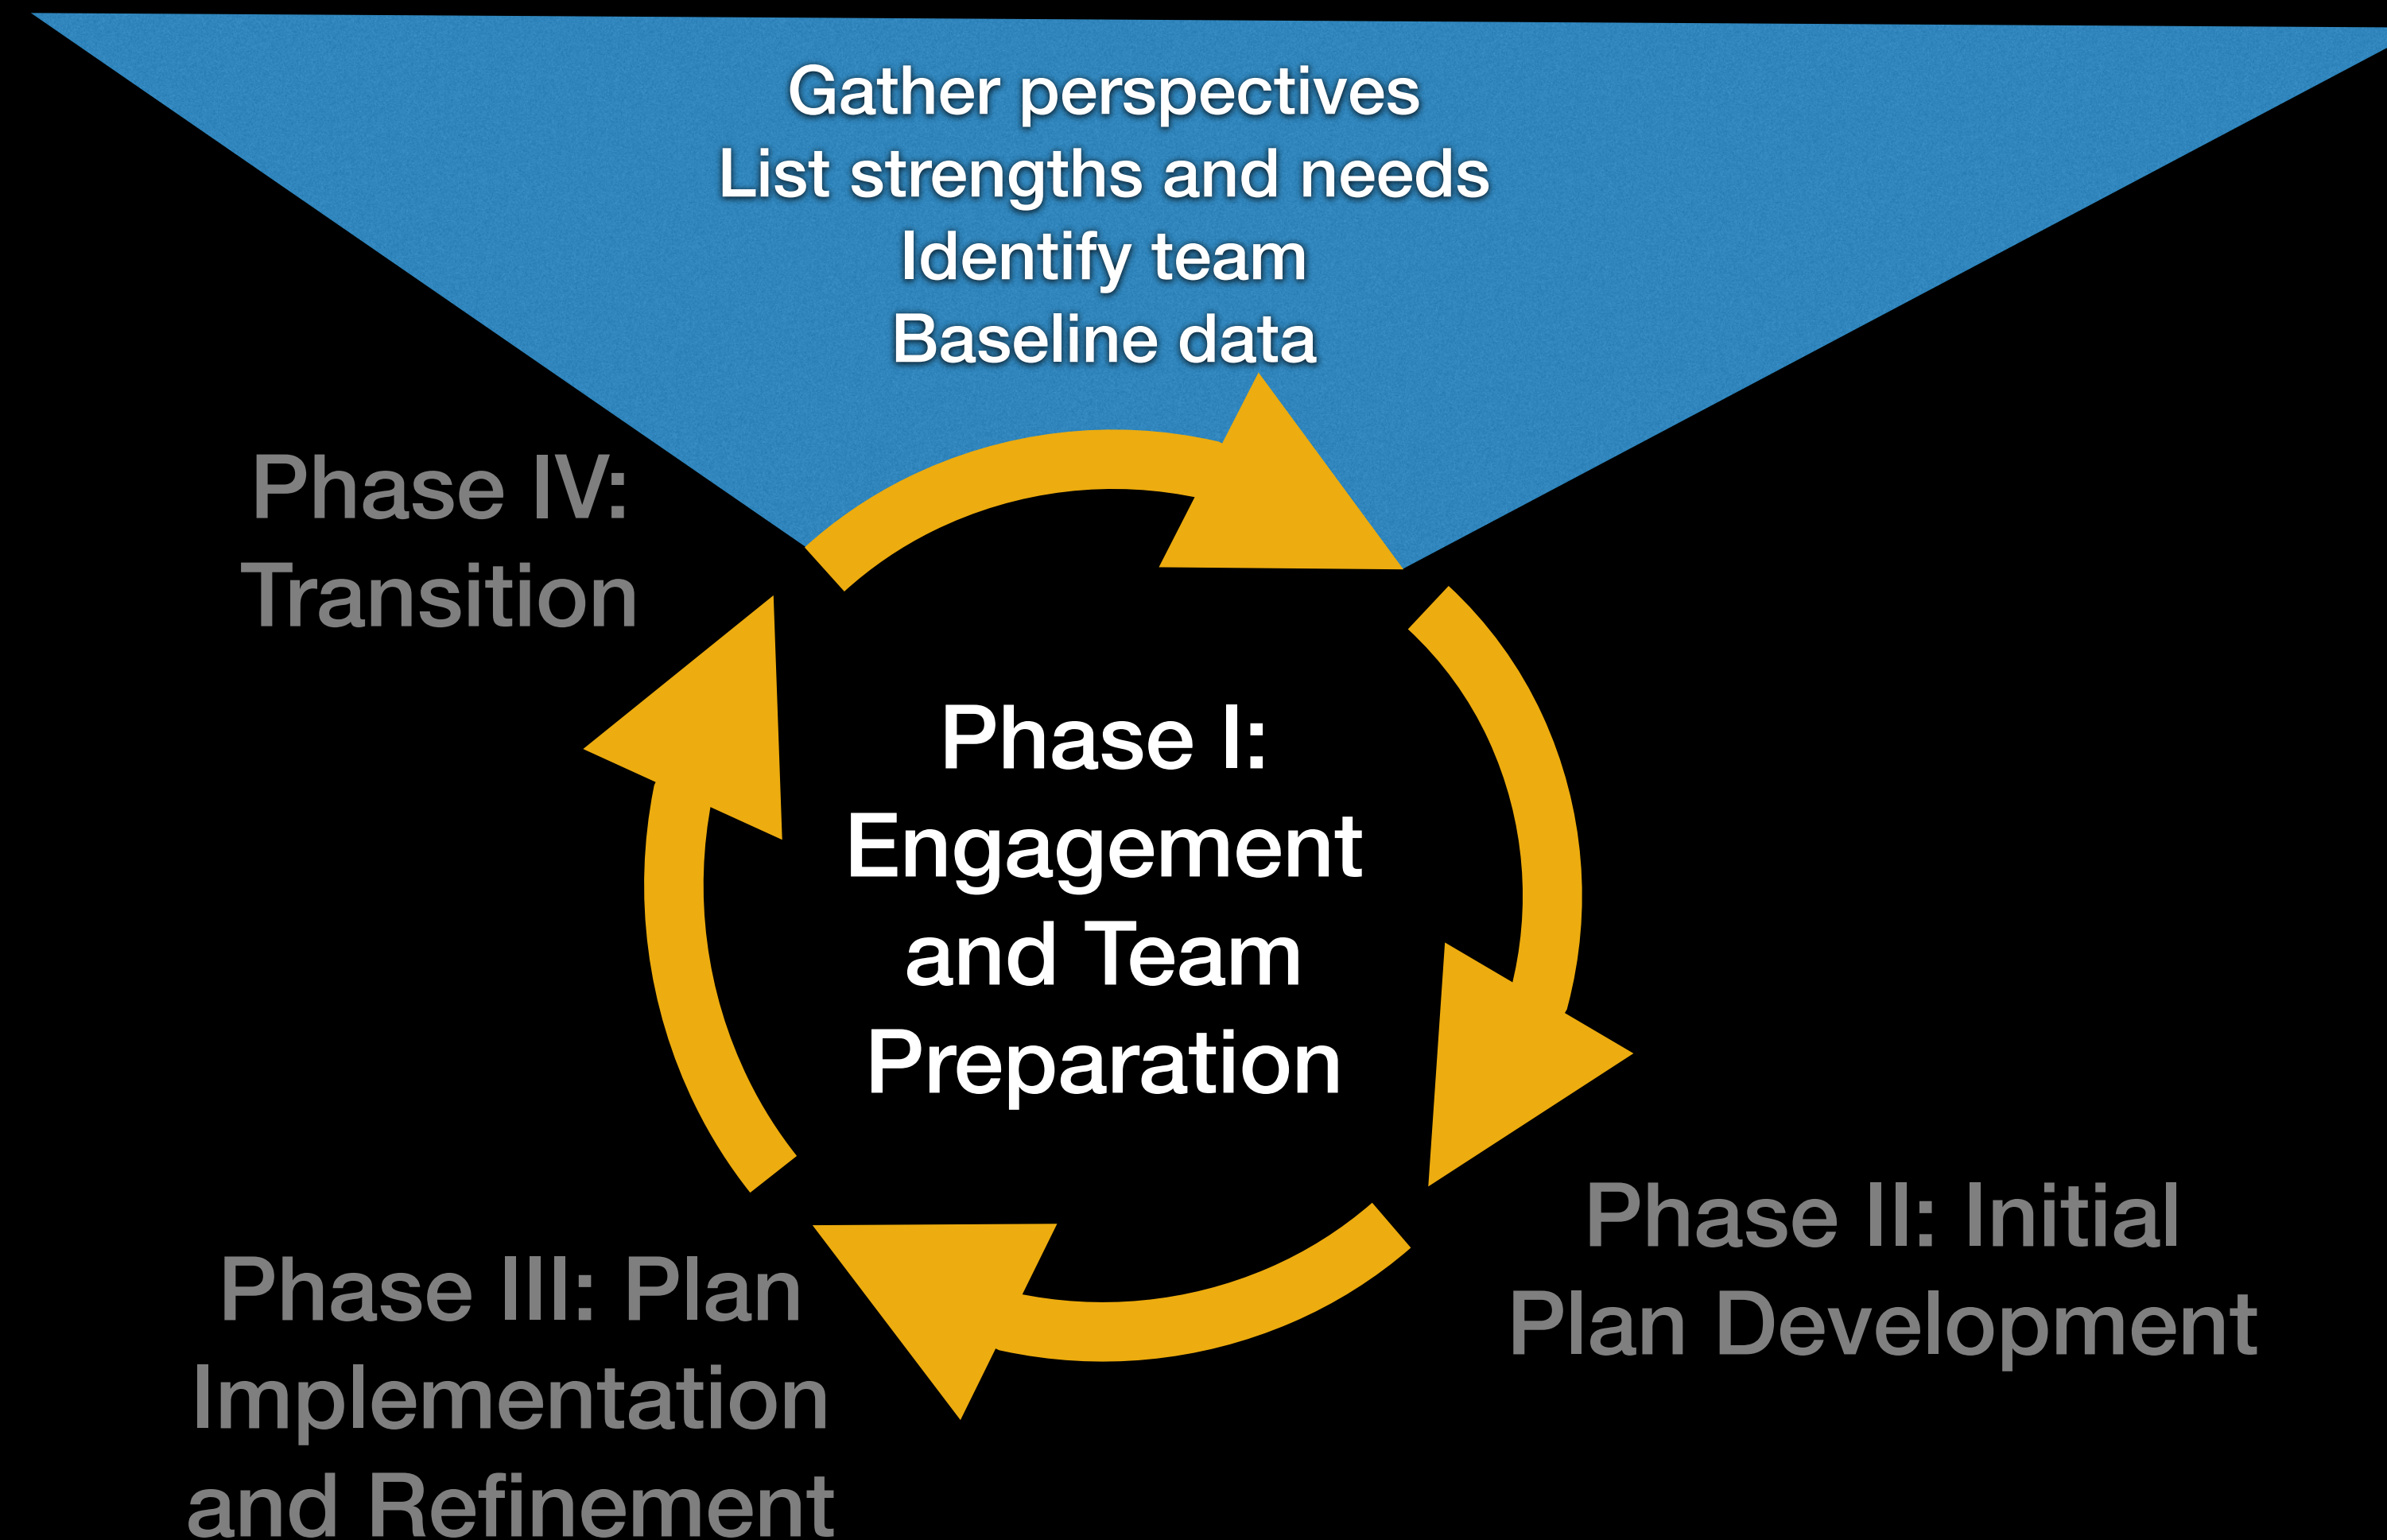 Gather perspectives
List strengths and needs
Identify team
Baseline data
Phase IV:
Transition
Phase I:
Engagement
and Team
Preparation
Phase II: Initial
Plan Development
Phase III: Plan
Implementation
and Refinement